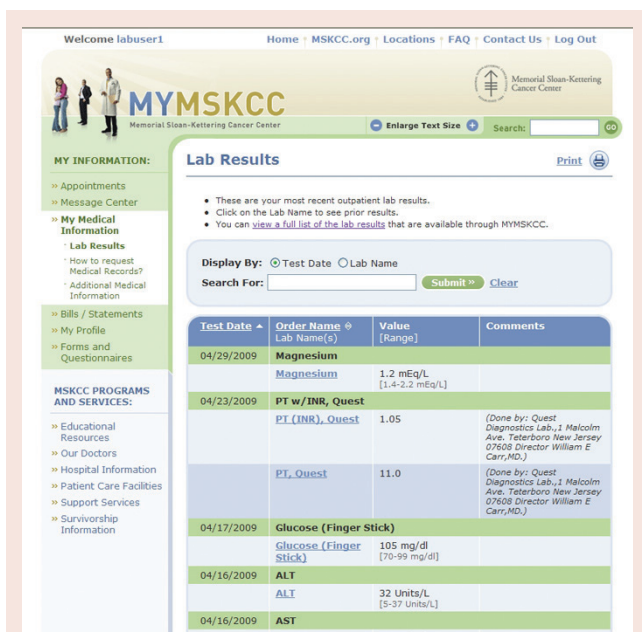 Welcome labuser1
Home MSKCC.org Locations FAQ Contact Us Log Out
MYMSKCC
Memorial Sloan-Kettering Cancer Center
Memorial Sloan-Kettering
Cancer Center
Enlarge Text Size
Search:
GO
MY INFORMATION:
» Appointments
» Message Center
» My Medical
Information
· Lab Results
· How to request
Medical Records?
· Additional Medical
Information
» Bills / Statements
» My Profile
» Forms and
Questionnaires
MSKCC PROGRAMS
AND SERVICES:
» Educational
Resources
» Our Doctors
» Hospital Information
» Patient Care Facilities
» Support Services
» Survivorship
Information
Lab Results
Print
• These are your most recent outpatient lab results.
• Click on the Lab Name to see prior results.
• You can view a full list of the lab results that are available through MYMSKCC.
Display By: Test Date Lab Name
Search For: Submit » Clear
Test Date Order Name Value Comments
Lab Name(s) [Range]
04/29/2009 Magnesium
Magnesium 1.2 mEq/L
[1.4-2.2 mEq/L]
04/23/2009 PT w/INR, Quest
PT (INR), Quest 1.05 (Done by: Quest
Diagnostics Lab.,1 Malcolm
Ave. Teterboro New Jersey
07608 Director William E
Carr,MD.)
PT, Quest 11.0 (Done by: Quest
Diagnostics Lab.,1 Malcolm
Ave. Teterboro New Jersey
07608 Director William E
Carr,MD.)
04/17/2009 Glucose (Finger Stick)
Glucose (Finger 105 mg/dl
Stick) [70-99 mg/dl]
04/16/2009 ALT
ALT 32 Units/L
[5-37 Units/L]
04/16/2009 AST